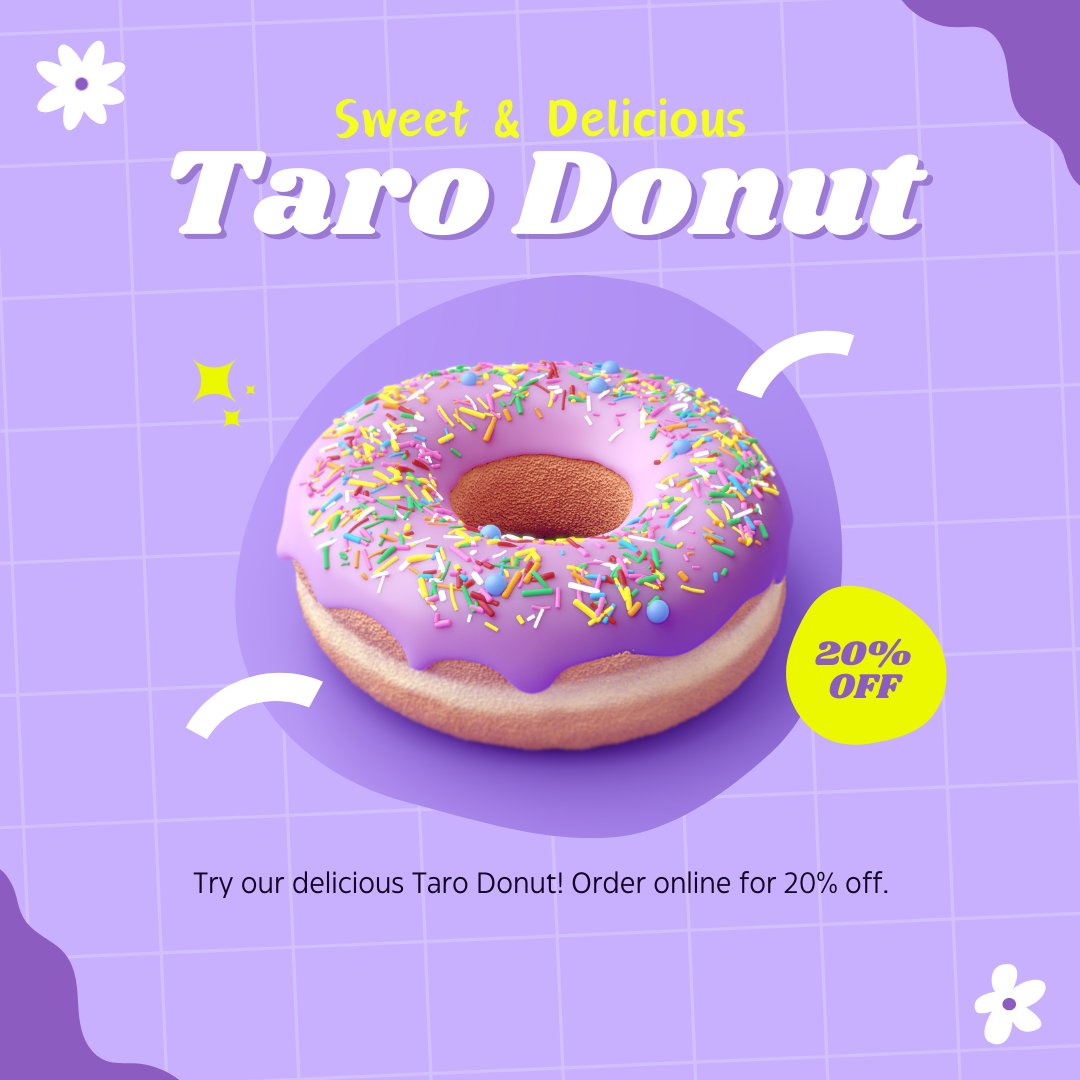 Sweet & Delicious
Taro Donut
20%
OFF
Try our delicious Taro Donut! Order online for 20% off.